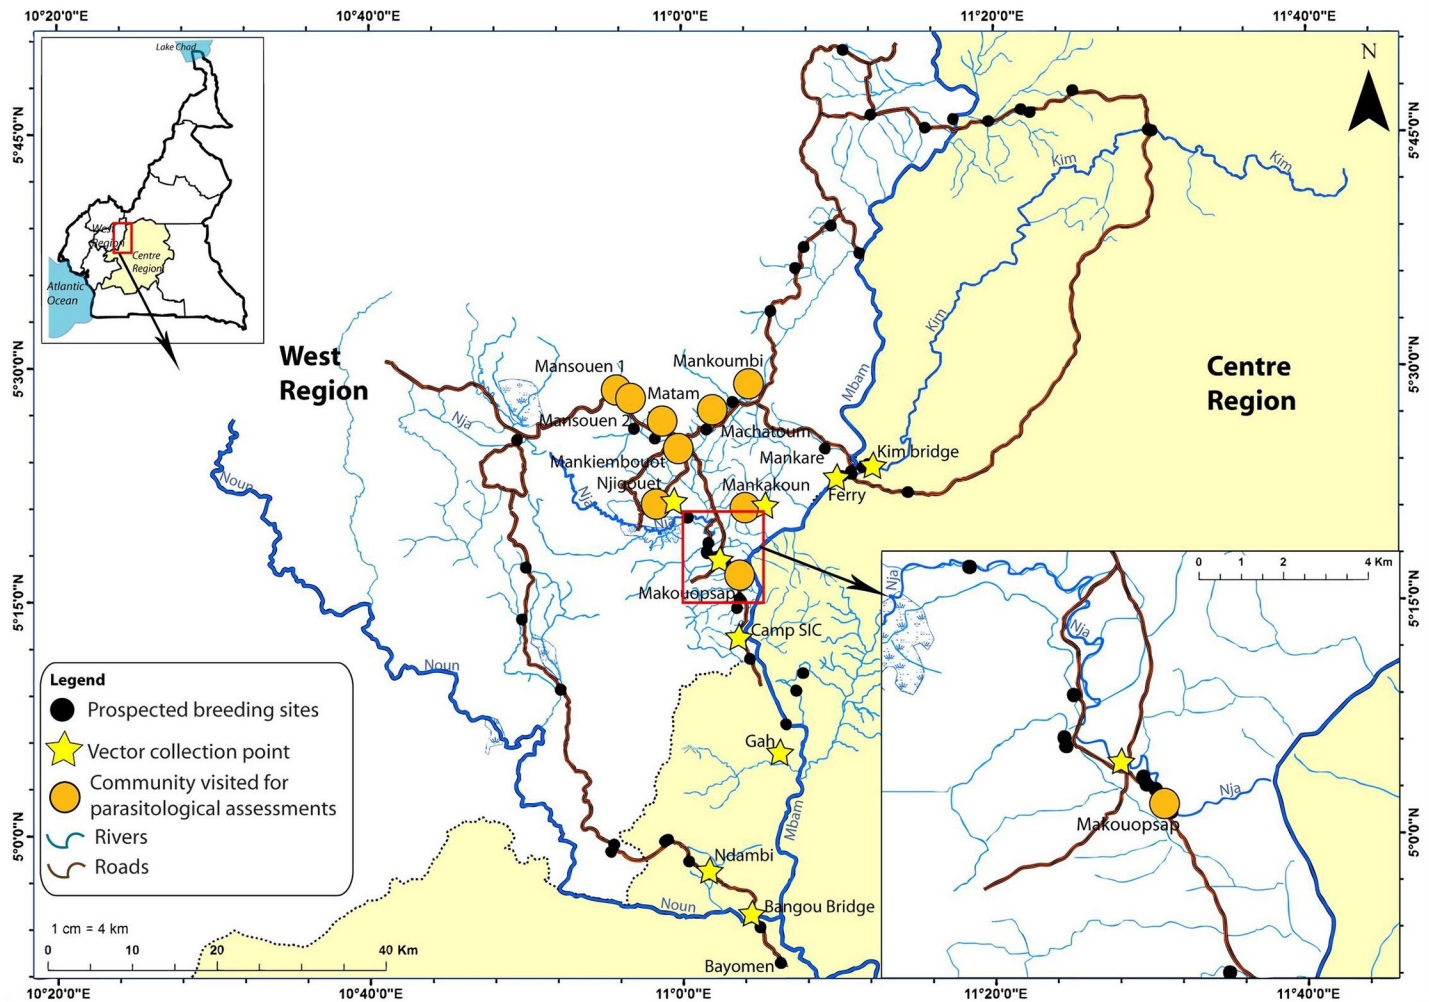 10°20'0"E
10°40'0"E
11°0'0"E
11°20'0"E
11°40'0"E
Lake Chad
West
Region
Centre
Region
Atlantic
Ocean
N
5°45'0"N
5°45'0"N
Kim
Kim
Kim
West
Region
Centre
Region
5°30'0"N
5°30'0"N
Mansouen 1
Mankoumbi
Matam
Mbam
Nja
Mansouen 2
Machatoum
Mankare
Kim bridge
Mankiembouot
Noun
Njigouet
Mankakoun
Ferry
Nja
Nja
Makouopsap
5°15'0"N
5°15'0"N
Camp SIC
Noun
Gah
Mbam
Ndambi
Noun
Bangou Bridge
Bayomen
5°0'0"N
5°0'0"N
0 1 2 4 Km
Nja
Nja
Nja
Makouopsap
Legend
Prospected breeding sites
Vector collection point
Community visited for
parasitological assessments
Rivers
Roads
1 cm = 4 km
0 10 20 40 Km
10°20'0"E
10°40'0"E
11°0'0"E
11°20'0"E
11°40'0"E